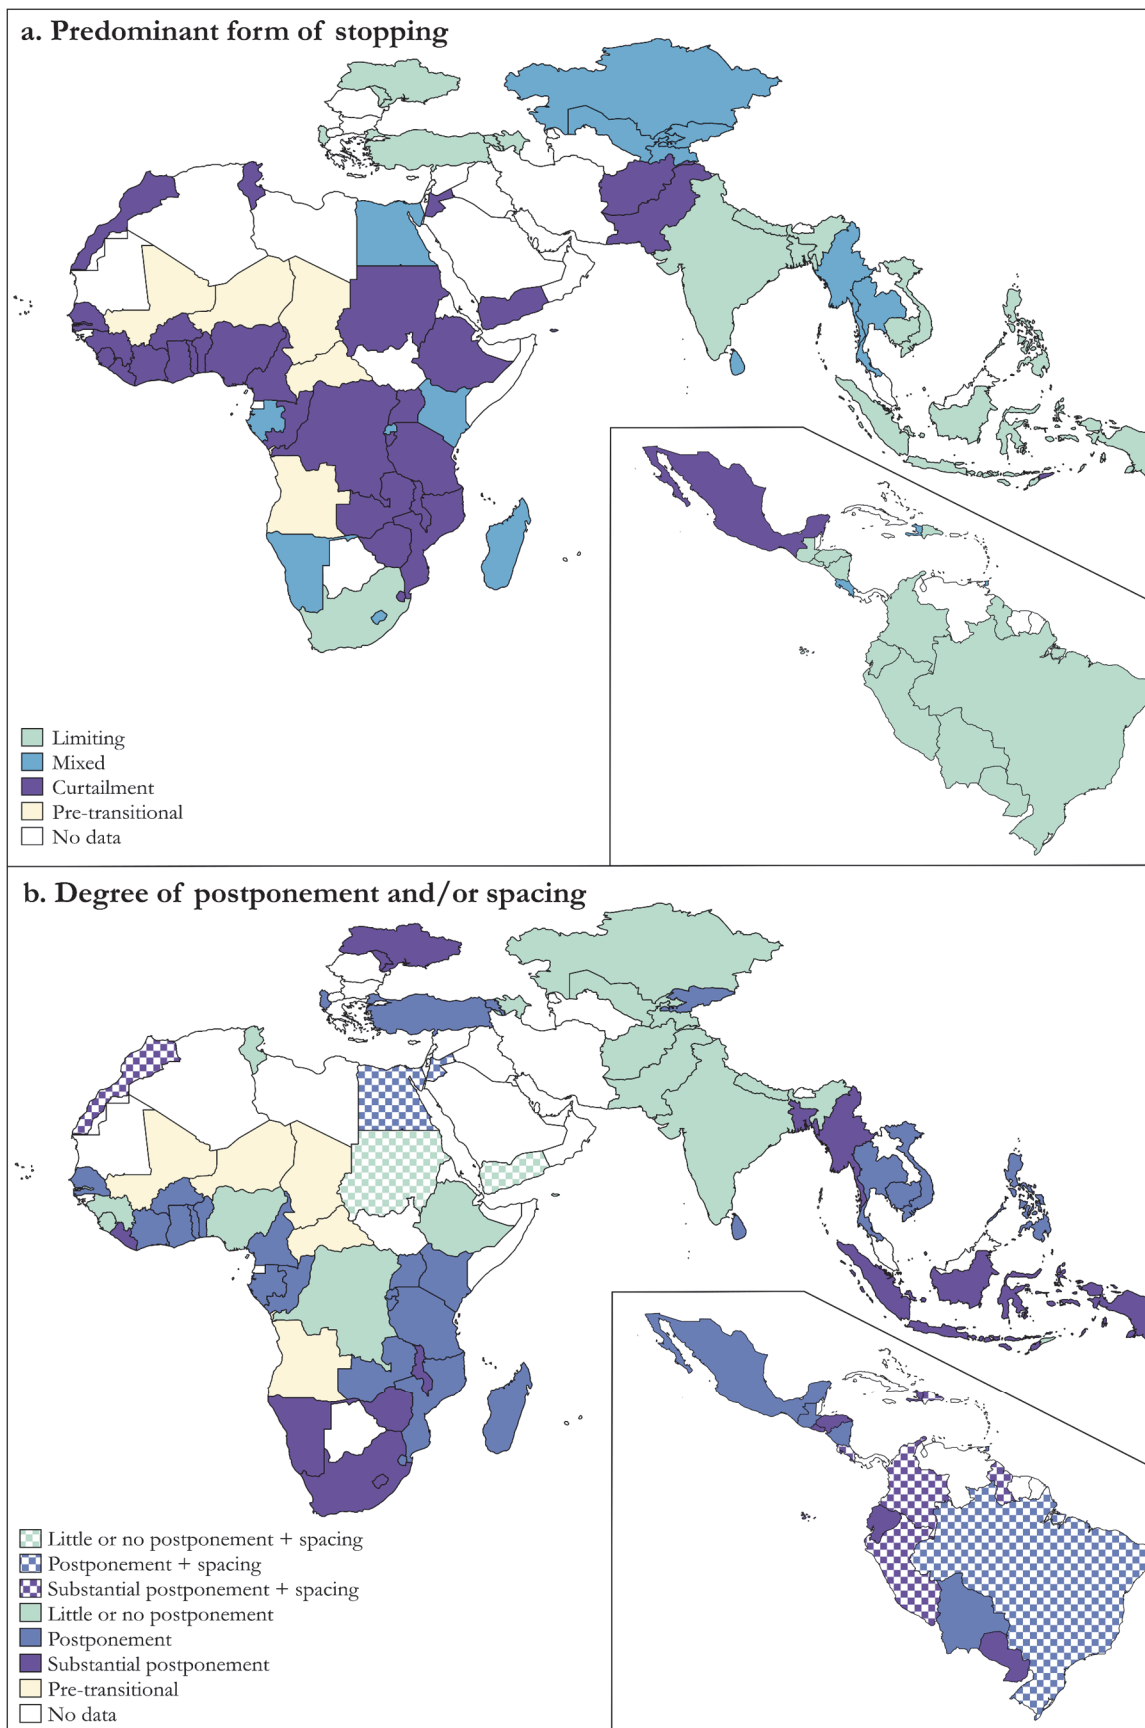 a. Predominant form of stopping
Limiting
Mixed
Curtailment
Pre-transitional
No data
b. Degree of postponement and/or spacing
Little or no postponement + spacing
Postponement + spacing
Substantial postponement + spacing
Little or no postponement
Postponement
Substantial postponement
Pre-transitional
No data